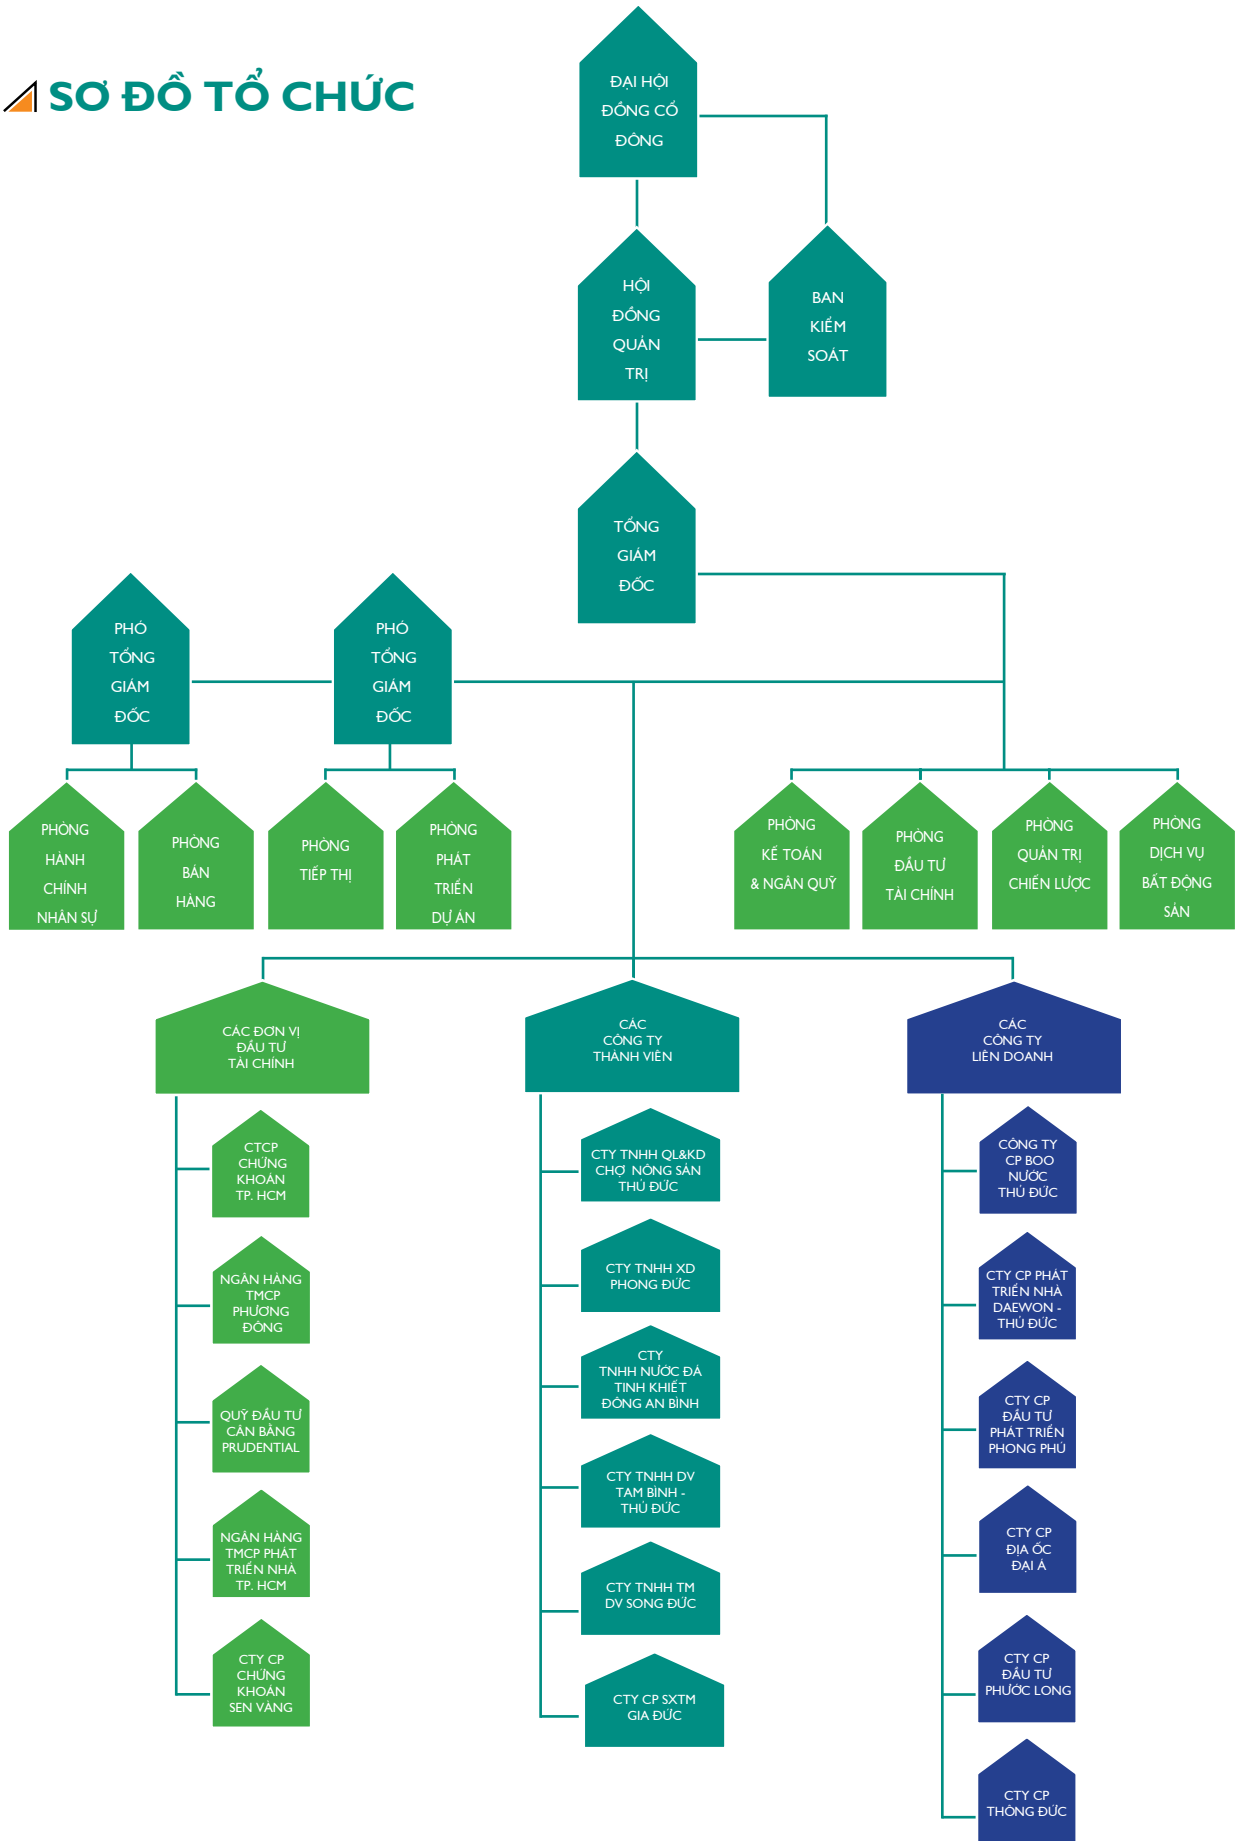 SƠ ĐỒ TỔ CHỨC
ĐẠI HỘI
ĐỒNG CỔ
ĐÔNG
HỘI
ĐỒNG
QUẢN
TRỊ
BAN
KIỂM
SOÁT
TỔNG
GIÁM
ĐỐC
PHÓ
TỔNG
GIÁM
ĐỐC
PHÓ
TỔNG
GIÁM
ĐỐC
PHÒNG
HÀNH
CHÍNH
NHÂN SỰ
PHÒNG
BÁN
HÀNG
PHÒNG
TIẾP THỊ
PHÒNG
PHÁT
TRIỂN
DỰ ÁN
PHÒNG
KẾ TOÁN
& NGÂN QUỸ
PHÒNG
ĐẦU TƯ
TÀI CHÍNH
PHÒNG
QUẢN TRỊ
CHIẾN LƯỢC
PHÒNG
DỊCH VỤ
BẤT ĐỘNG
SẢN
CÁC ĐƠN VỊ
ĐẦU TƯ
TÀI CHÍNH
CTCP
CHỨNG
KHOÁN
TP. HCM
NGÂN HÀNG
TMCP
PHƯƠNG
ĐÔNG
QUỸ ĐẦU TƯ
CÂN BẰNG
PRUDENTIAL
NGÂN HÀNG
TMCP PHÁT
TRIỂN NHÀ
TP. HCM
CTY CP
CHỨNG
KHOÁN
SEN VÀNG
CÁC
CÔNG TY
THÀNH VIÊN
CTY TNHH QL&KD
CHỢ NÔNG SẢN
THỦ ĐỨC
CTY TNHH XD
PHONG ĐỨC
CTY
TNHH NƯỚC ĐÁ
TINH KHIẾT
ĐÔNG AN BÌNH
CTY TNHH DV
TAM BÌNH -
THỦ ĐỨC
CTY TNHH TM
DV SONG ĐỨC
CTY CP SXTM
GIA ĐỨC
CÁC
CÔNG TY
LIÊN DOANH
CÔNG TY
CP BOO
NƯỚC
THỦ ĐỨC
CTY CP PHÁT
TRIỂN NHÀ
DAEWON -
THỦ ĐỨC
CTY CP
ĐẦU TƯ
PHÁT TRIỂN
PHONG PHÚ
CTY CP
ĐỊA ỐC
ĐẠI Á
CTY CP
ĐẦU TƯ
PHƯỚC LONG
CTY CP
THÔNG ĐỨC